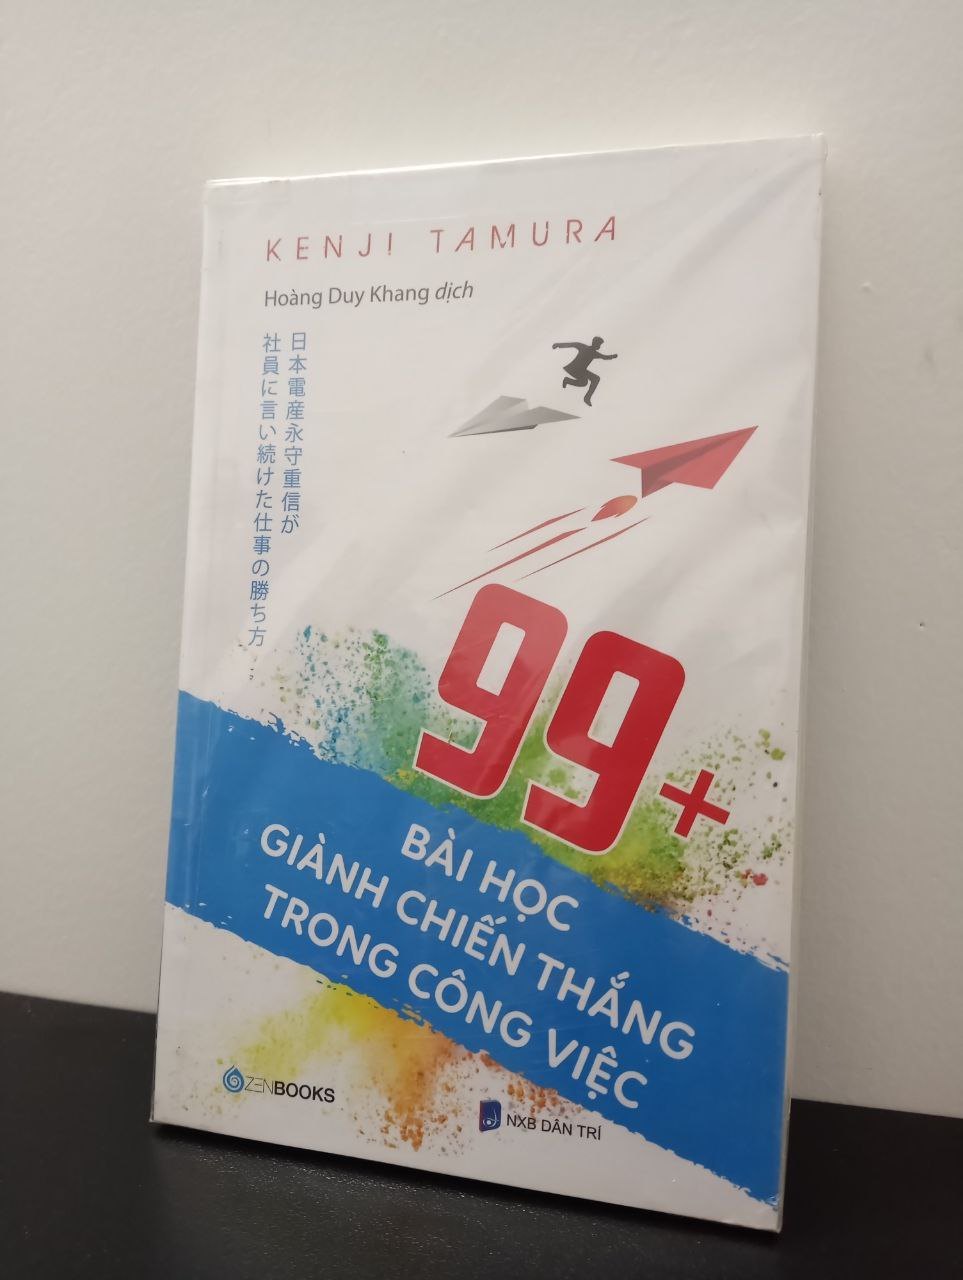 KENJI TAMURA
Hoàng Duy Khang dịch
日本電産永守重信が
社員に言い続けた仕事の勝ち方
99+
BÀI HỌC
GIÀNH CHIẾN THẮNG
TRONG CÔNG VIỆC
ZENBOOKS
NXB DÂN TRÍ